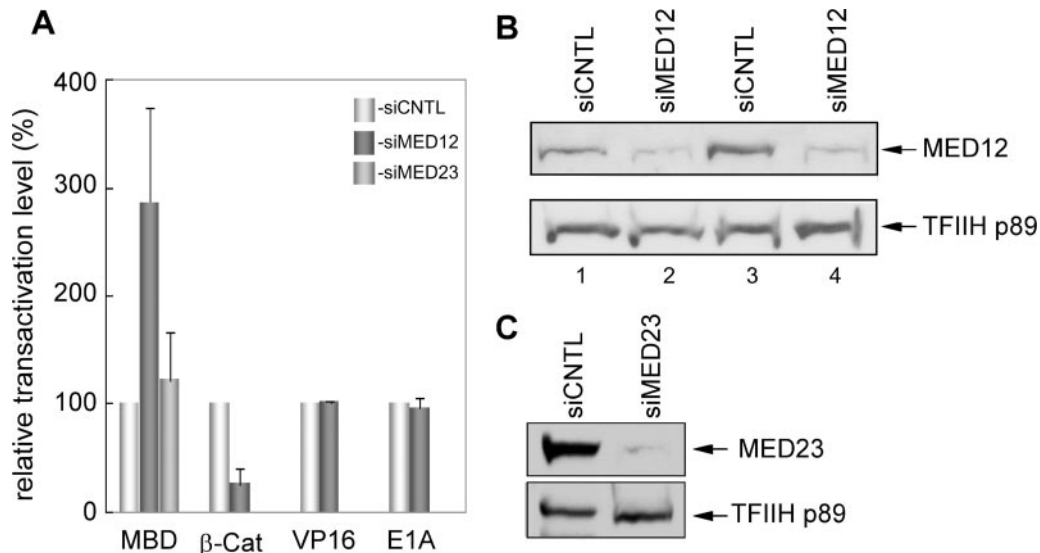 A
relative transactivation level (%)
400
300
200
100
0
-siCNTL
-siMED12
-siMED23
MBD
β-Cat
VP16
E1A
B
siCNTL
siMED12
siCNTL
siMED12
MED12
TFIIH p89
1 2 3 4
C
siCNTL
siMED23
MED23
TFIIH p89